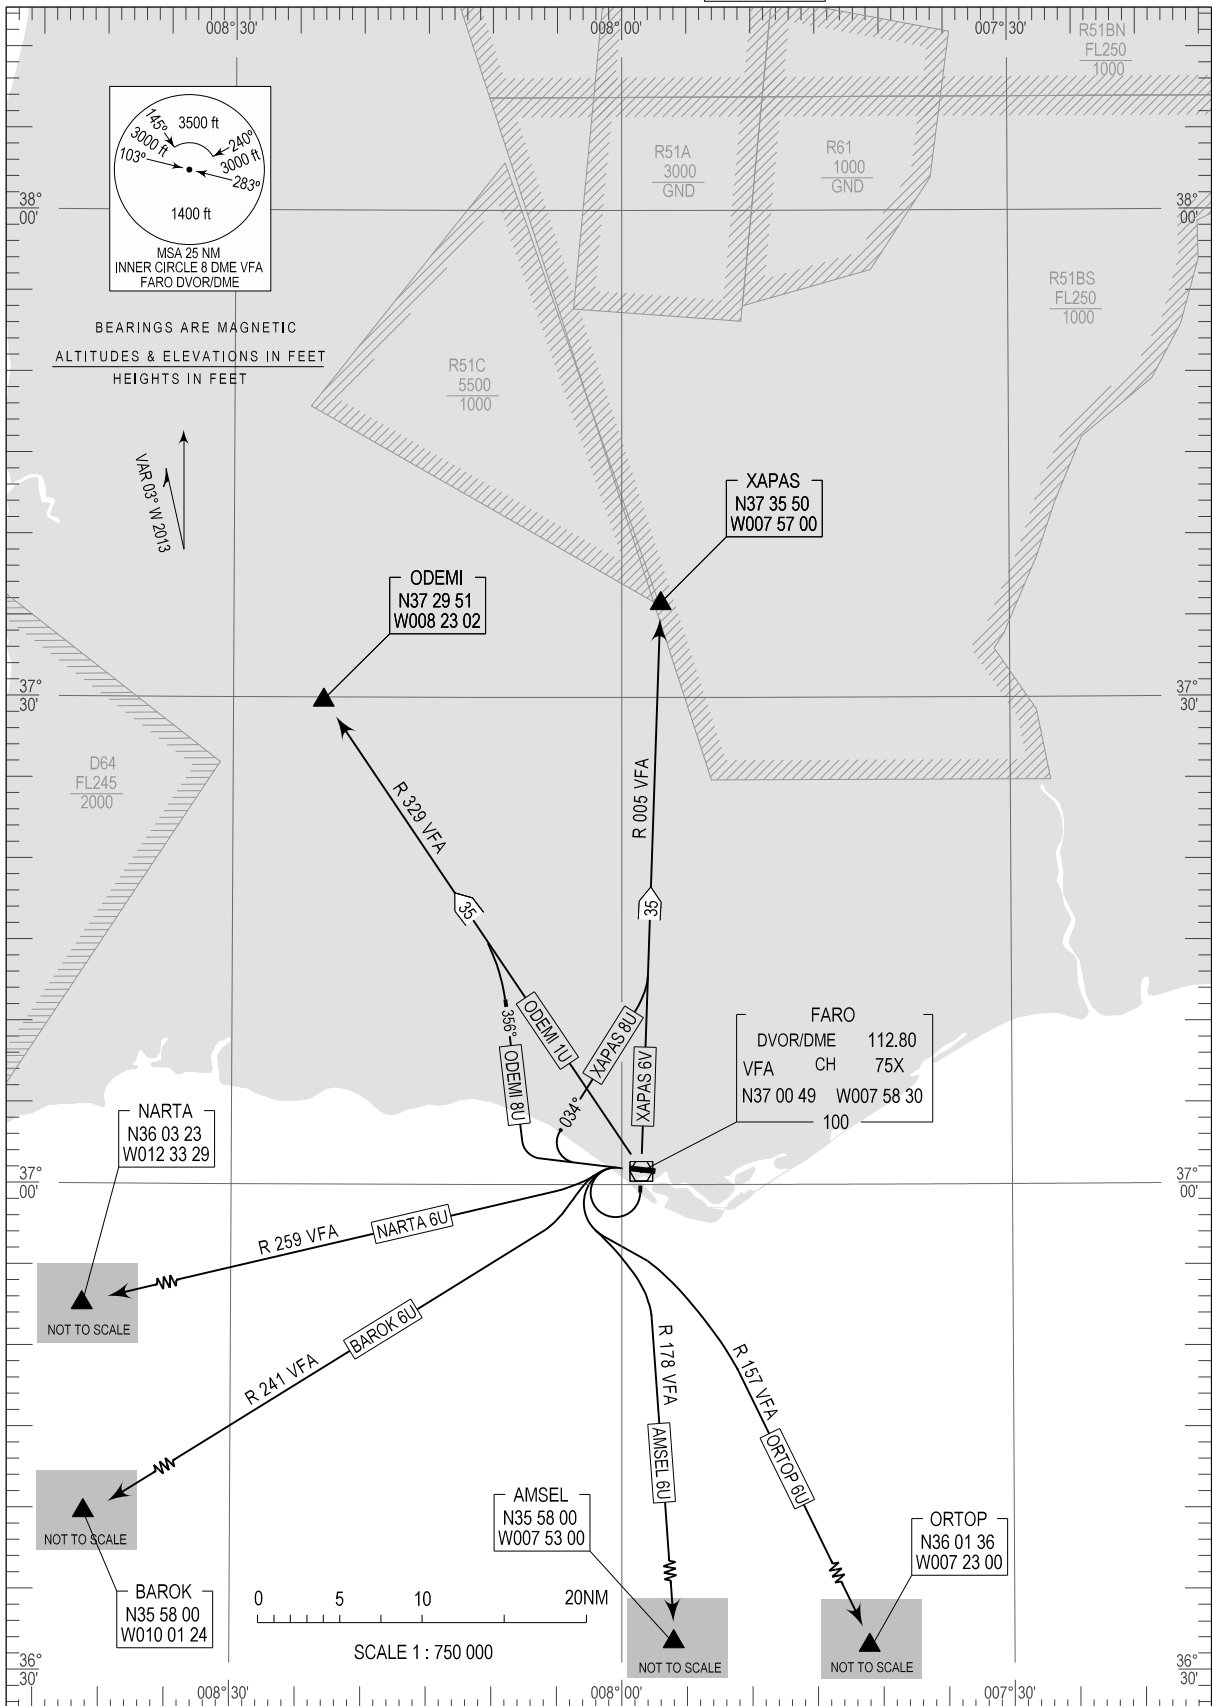 008°30'
008°00'
007°30'
R51BN
FL250
1000
145°
3500 ft
240°
3000 ft
3000 ft
103°
283°
1400 ft
MSA 25 NM
INNER CIRCLE 8 DME VFA
FARO DVOR/DME
R51A
3000
GND
R61
1000
GND
38°
00'
38°
00'
R51BS
FL250
1000
BEARINGS ARE MAGNETIC
ALTITUDES & ELEVATIONS IN FEET
HEIGHTS IN FEET
R51C
5500
1000
VAR 03° W 2013
XAPAS
N37 35 50
W007 57 00
ODEMI
N37 29 51
W008 23 02
37°
30'
37°
30'
D64
FL245
2000
R 329 VFA
R 005 VFA
35
35
356°
ODEMI 1U
XAPAS 8U
ODEMI 8U
034°
XAPAS 6V
FARO
DVOR/DME 112.80
VFA CH 75X
N37 00 49 W007 58 30
100
NARTA
N36 03 23
W012 33 29
37°
00'
37°
00'
R 259 VFA
NARTA 6U
NOT TO SCALE
BAROK 6U
R 241 VFA
R 178 VFA
R 157 VFA
AMSEL 6U
ORTOP 6U
NOT TO SCALE
AMSEL
N35 58 00
W007 53 00
ORTOP
N36 01 36
W007 23 00
BAROK
N35 58 00
W010 01 24
0 5 10 20NM
SCALE 1 : 750 000
NOT TO SCALE
NOT TO SCALE
36°
30'
36°
30'
008°30'
008°00'
007°30'